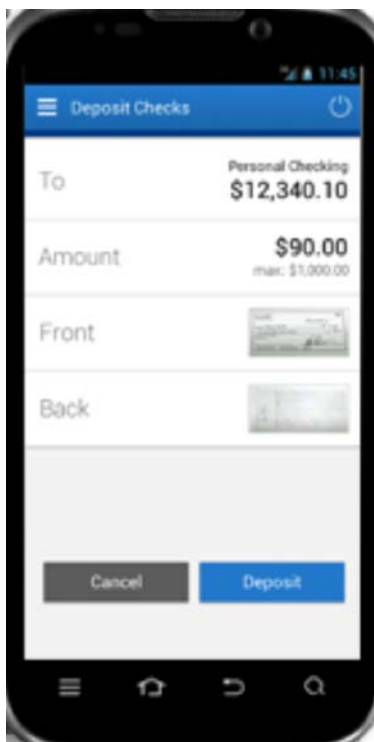 11:45
Deposit Checks
To
Personal Checking
$12,340.10
Amount
$90.00
max: $1,000.00
Front
Back
Cancel
Deposit